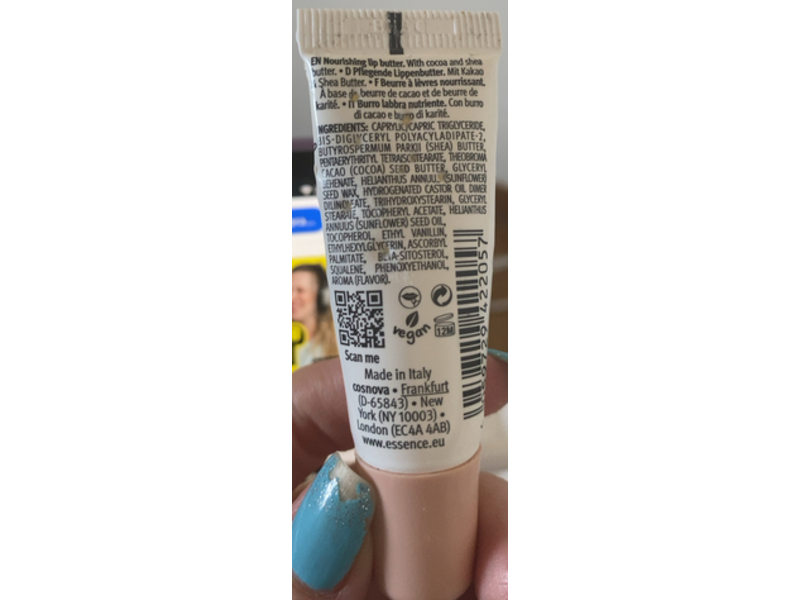 EN Nourishing lip butter. With cocoa and shea
butter. • D Pflegende Lippenbutter. Mit Kakao
Shea Butter. • F Beurre à lèvres nourrissant.
À base de beurre de cacao et de beurre de
karité. • IT Burro labbra nutriente. Con burro
di cacao e burro di karité.
INGREDIENTS: CAPRYLIC/CAPRIC TRIGLYCERIDE,
BIS-DIGLYCERYL POLYACYLADIPATE-2,
BUTYROSPERMUM PARKII (SHEA) BUTTER,
PENTAERYTHRITYL TETRAISOSTEARATE, THEOBROMA
CACAO (COCOA) SEED BUTTER, GLYCERYL
BEHENATE, HELIANTHUS ANNUUS (SUNFLOWER)
SEED WAX, HYDROGENATED CASTOR OIL DIMER
DILINOLEATE, TRIHYDROXYSTEARIN, GLYCERYL
STEARATE, TOCOPHERYL ACETATE, HELIANTHUS
ANNUUS (SUNFLOWER) SEED OIL,
TOCOPHEROL, ETHYL VANILLIN,
ETHYLHEXYLGLYCERIN, ASCORBYL
PALMITATE, BETA-SITOSTEROL,
SQUALENE, PHENOXYETHANOL,
AROMA (FLAVOR).
vegan
12M
Scan me
Made in Italy
cosnova • Frankfurt
(D-65843) • New
York (NY 10003) •
London (EC4A 4AB)
www.essence.eu
422057